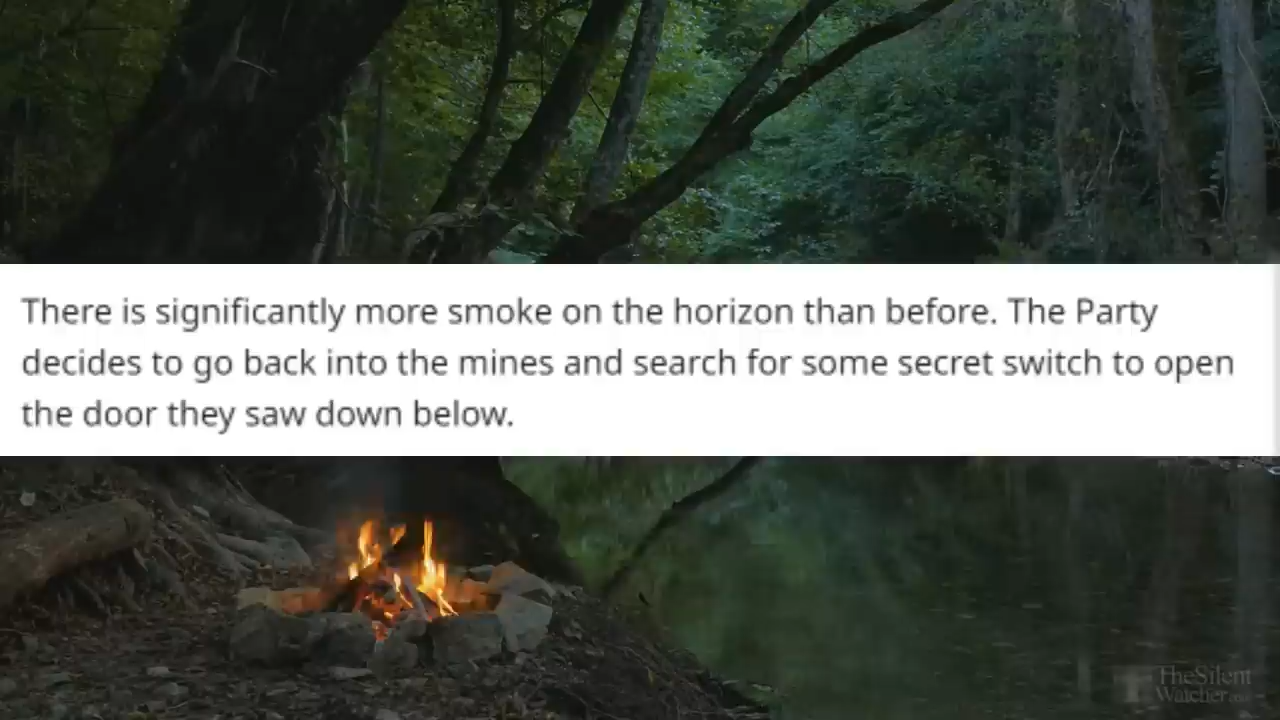 There is significantly more smoke on the horizon than before. The Party
decides to go back into the mines and search for some secret switch to open
the door they saw down below.
TheSilent
Watcher.com